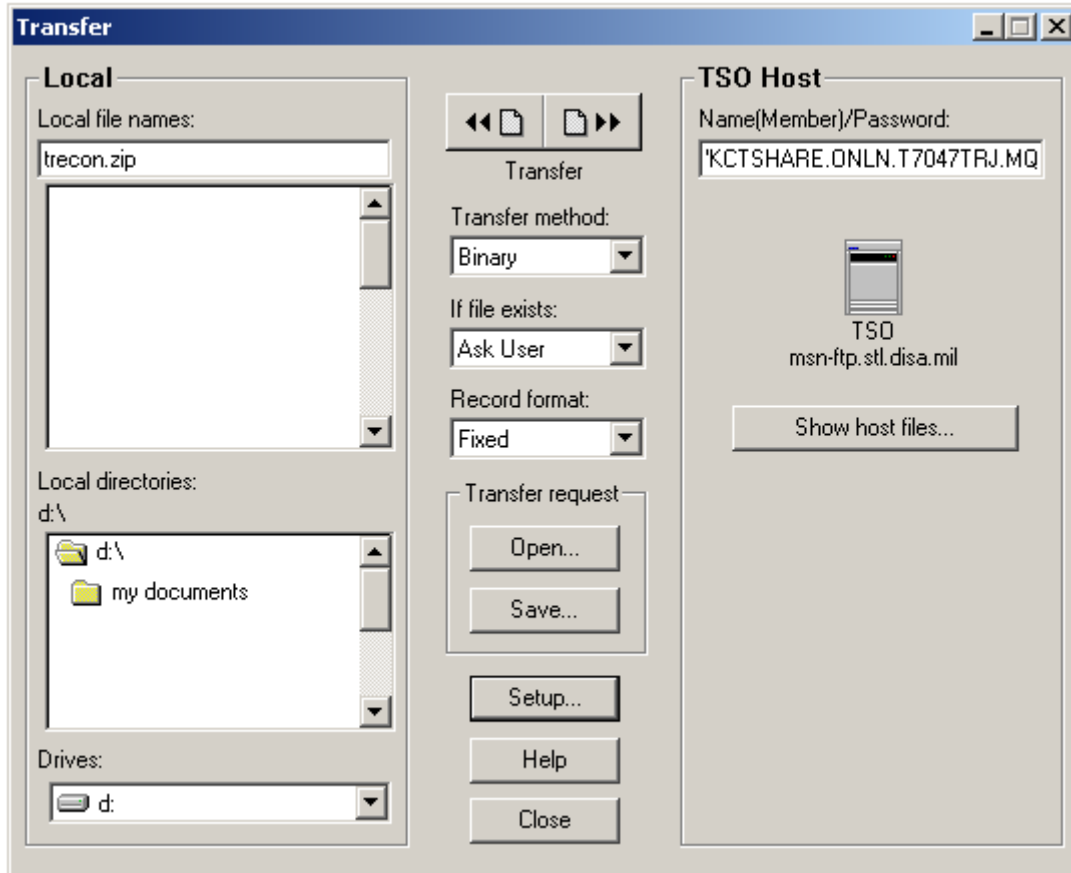 Transfer
Local
Local file names:
trecon.zip
Local directories:
d:\
d:\
my documents
Drives:
d:
Transfer
Transfer method:
Binary
If file exists:
Ask User
Record format:
Fixed
Transfer request
Open...
Save...
Setup...
Help
Close
TSO Host
Name(Member)/Password:
'KCTSHARE.ONLN.T7047TRJ.MQ
TSO
msn-ftp.stl.disa.mil
Show host files...